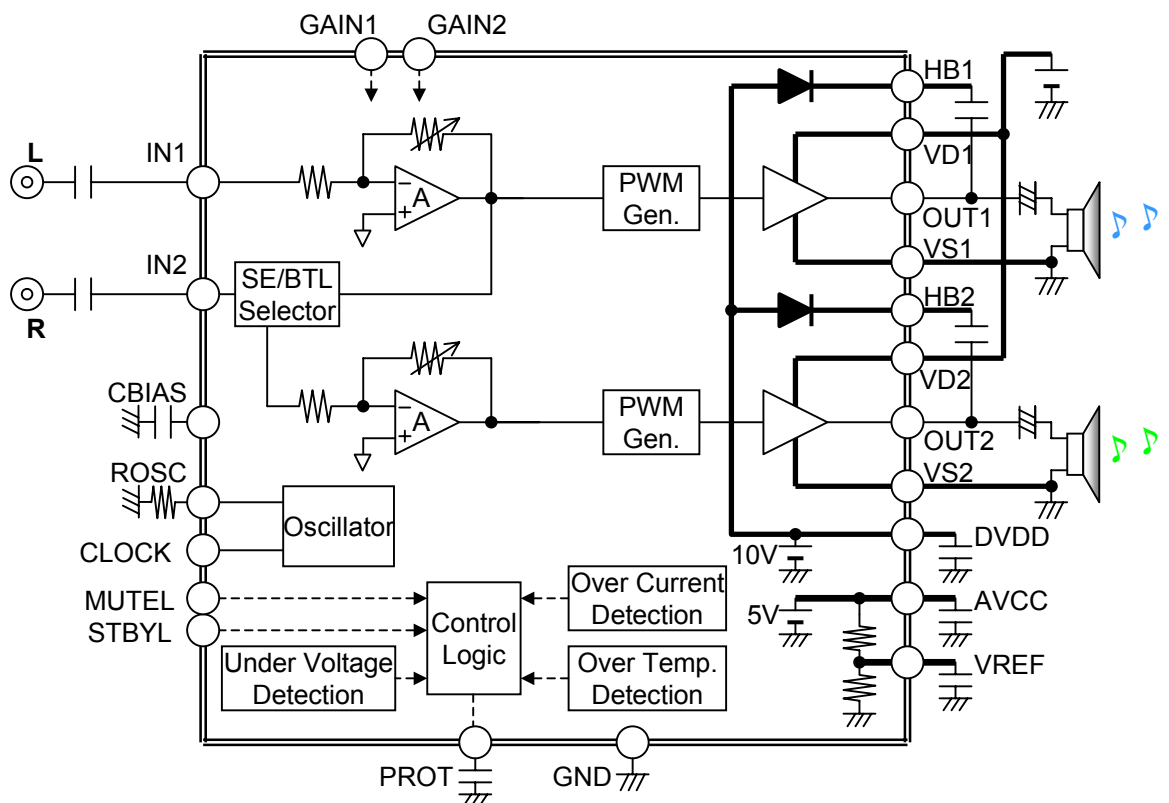 GAIN1
GAIN2
HB1
L
IN1
VD1
A
PWM
Gen.
OUT1
VS1
IN2
SE/BTL
Selector
R
HB2
VD2
CBIAS
A
PWM
Gen.
OUT2
ROSC
VS2
Oscillator
CLOCK
10V
DVDD
MUTEL
STBYL
Control
Logic
Over Current
Detection
5V
AVCC
Under Voltage
Detection
Over Temp.
Detection
VREF
PROT
GND